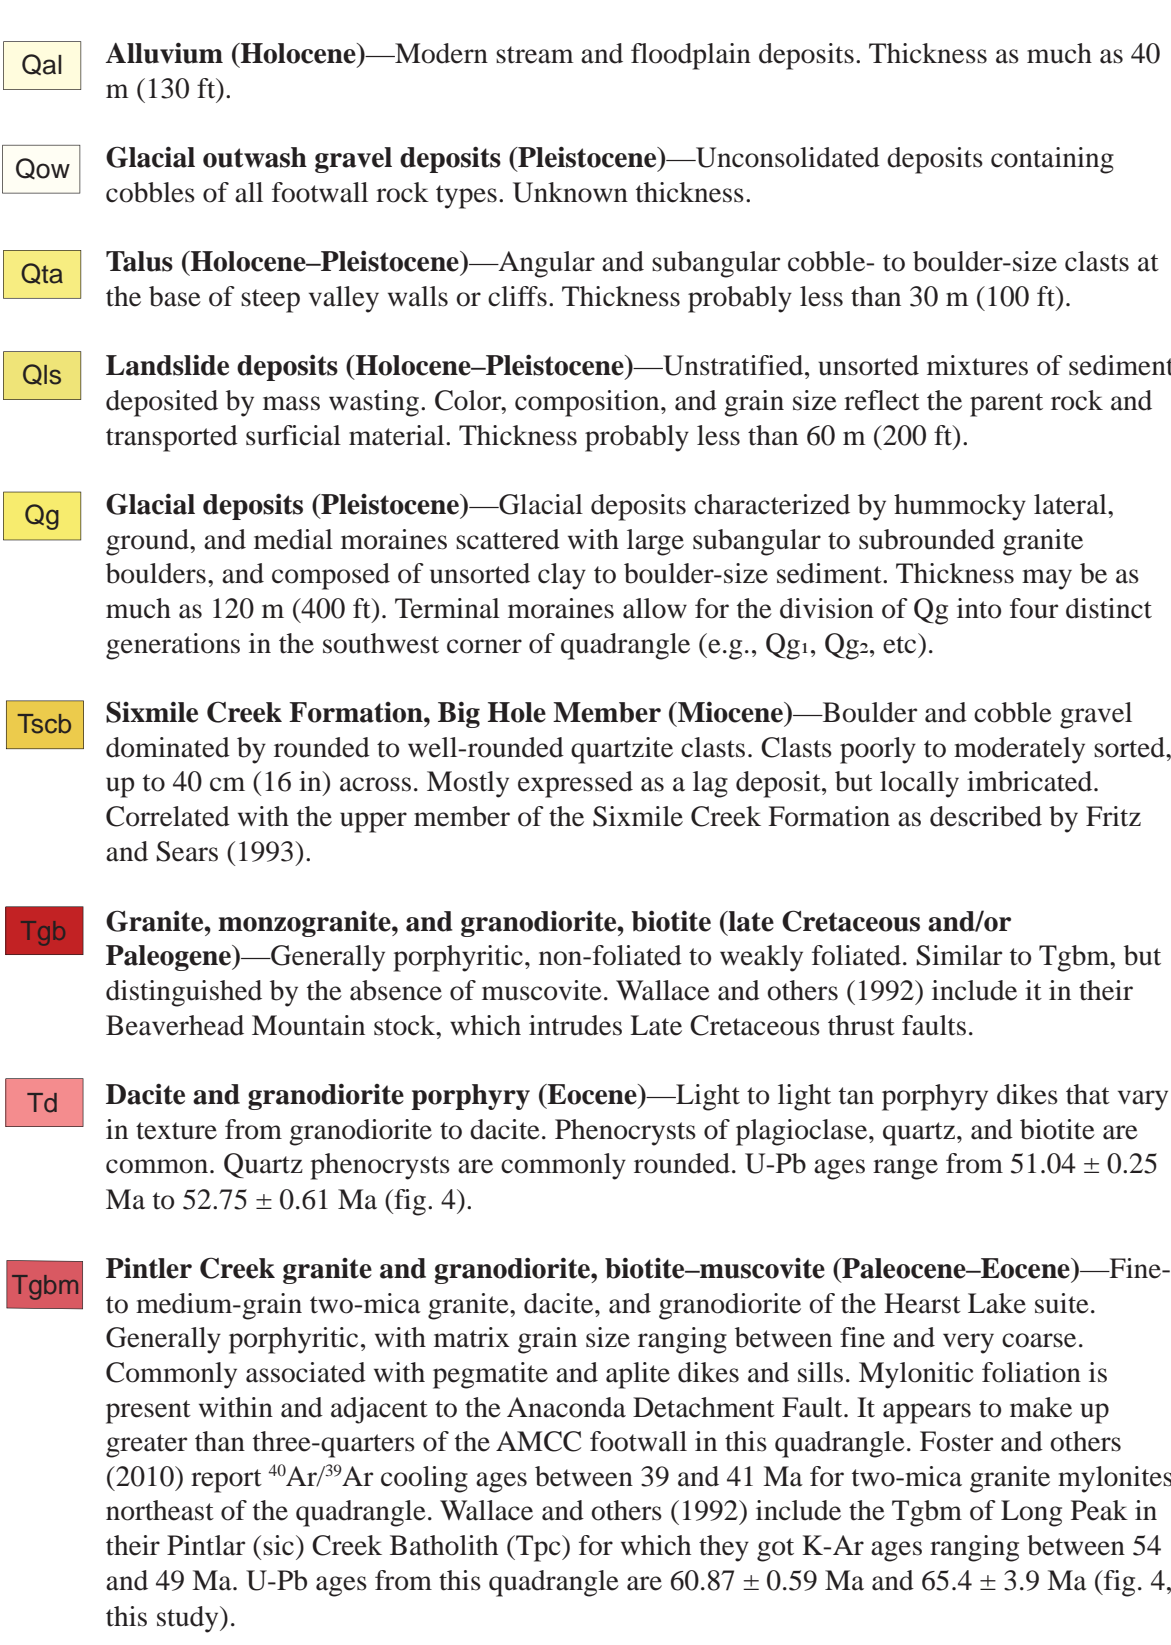 Qal
Alluvium (Holocene)—Modern stream and floodplain deposits. Thickness as much as 40
m (130 ft).
Qow
Glacial outwash gravel deposits (Pleistocene)—Unconsolidated deposits containing
cobbles of all footwall rock types. Unknown thickness.
Qta
Talus (Holocene–Pleistocene)—Angular and subangular cobble- to boulder-size clasts at
the base of steep valley walls or cliffs. Thickness probably less than 30 m (100 ft).
Qls
Landslide deposits (Holocene–Pleistocene)—Unstratified, unsorted mixtures of sediment
deposited by mass wasting. Color, composition, and grain size reflect the parent rock and
transported surficial material. Thickness probably less than 60 m (200 ft).
Qg
Glacial deposits (Pleistocene)—Glacial deposits characterized by hummocky lateral,
ground, and medial moraines scattered with large subangular to subrounded granite
boulders, and composed of unsorted clay to boulder-size sediment. Thickness may be as
much as 120 m (400 ft). Terminal moraines allow for the division of Qg into four distinct
generations in the southwest corner of quadrangle (e.g., Qg₁, Qg₂, etc).
Tscb
Sixmile Creek Formation, Big Hole Member (Miocene)—Boulder and cobble gravel
dominated by rounded to well-rounded quartzite clasts. Clasts poorly to moderately sorted,
up to 40 cm (16 in) across. Mostly expressed as a lag deposit, but locally imbricated.
Correlated with the upper member of the Sixmile Creek Formation as described by Fritz
and Sears (1993).
Tgb
Granite, monzogranite, and granodiorite, biotite (late Cretaceous and/or
Paleogene)—Generally porphyritic, non-foliated to weakly foliated. Similar to Tgbm, but
distinguished by the absence of muscovite. Wallace and others (1992) include it in their
Beaverhead Mountain stock, which intrudes Late Cretaceous thrust faults.
Td
Dacite and granodiorite porphyry (Eocene)—Light to light tan porphyry dikes that vary
in texture from granodiorite to dacite. Phenocrysts of plagioclase, quartz, and biotite are
common. Quartz phenocrysts are commonly rounded. U-Pb ages range from 51.04 ± 0.25
Ma to 52.75 ± 0.61 Ma (fig. 4).
Tgbm
Pintler Creek granite and granodiorite, biotite–muscovite (Paleocene–Eocene)—Fine-
to medium-grain two-mica granite, dacite, and granodiorite of the Hearst Lake suite.
Generally porphyritic, with matrix grain size ranging between fine and very coarse.
Commonly associated with pegmatite and aplite dikes and sills. Mylonitic foliation is
present within and adjacent to the Anaconda Detachment Fault. It appears to make up
greater than three-quarters of the AMCC footwall in this quadrangle. Foster and others
(2010) report ⁴⁰Ar/³⁹Ar cooling ages between 39 and 41 Ma for two-mica granite mylonites
northeast of the quadrangle. Wallace and others (1992) include the Tgbm of Long Peak in
their Pintlar (sic) Creek Batholith (Tpc) for which they got K-Ar ages ranging between 54
and 49 Ma. U-Pb ages from this quadrangle are 60.87 ± 0.59 Ma and 65.4 ± 3.9 Ma (fig. 4,
this study).